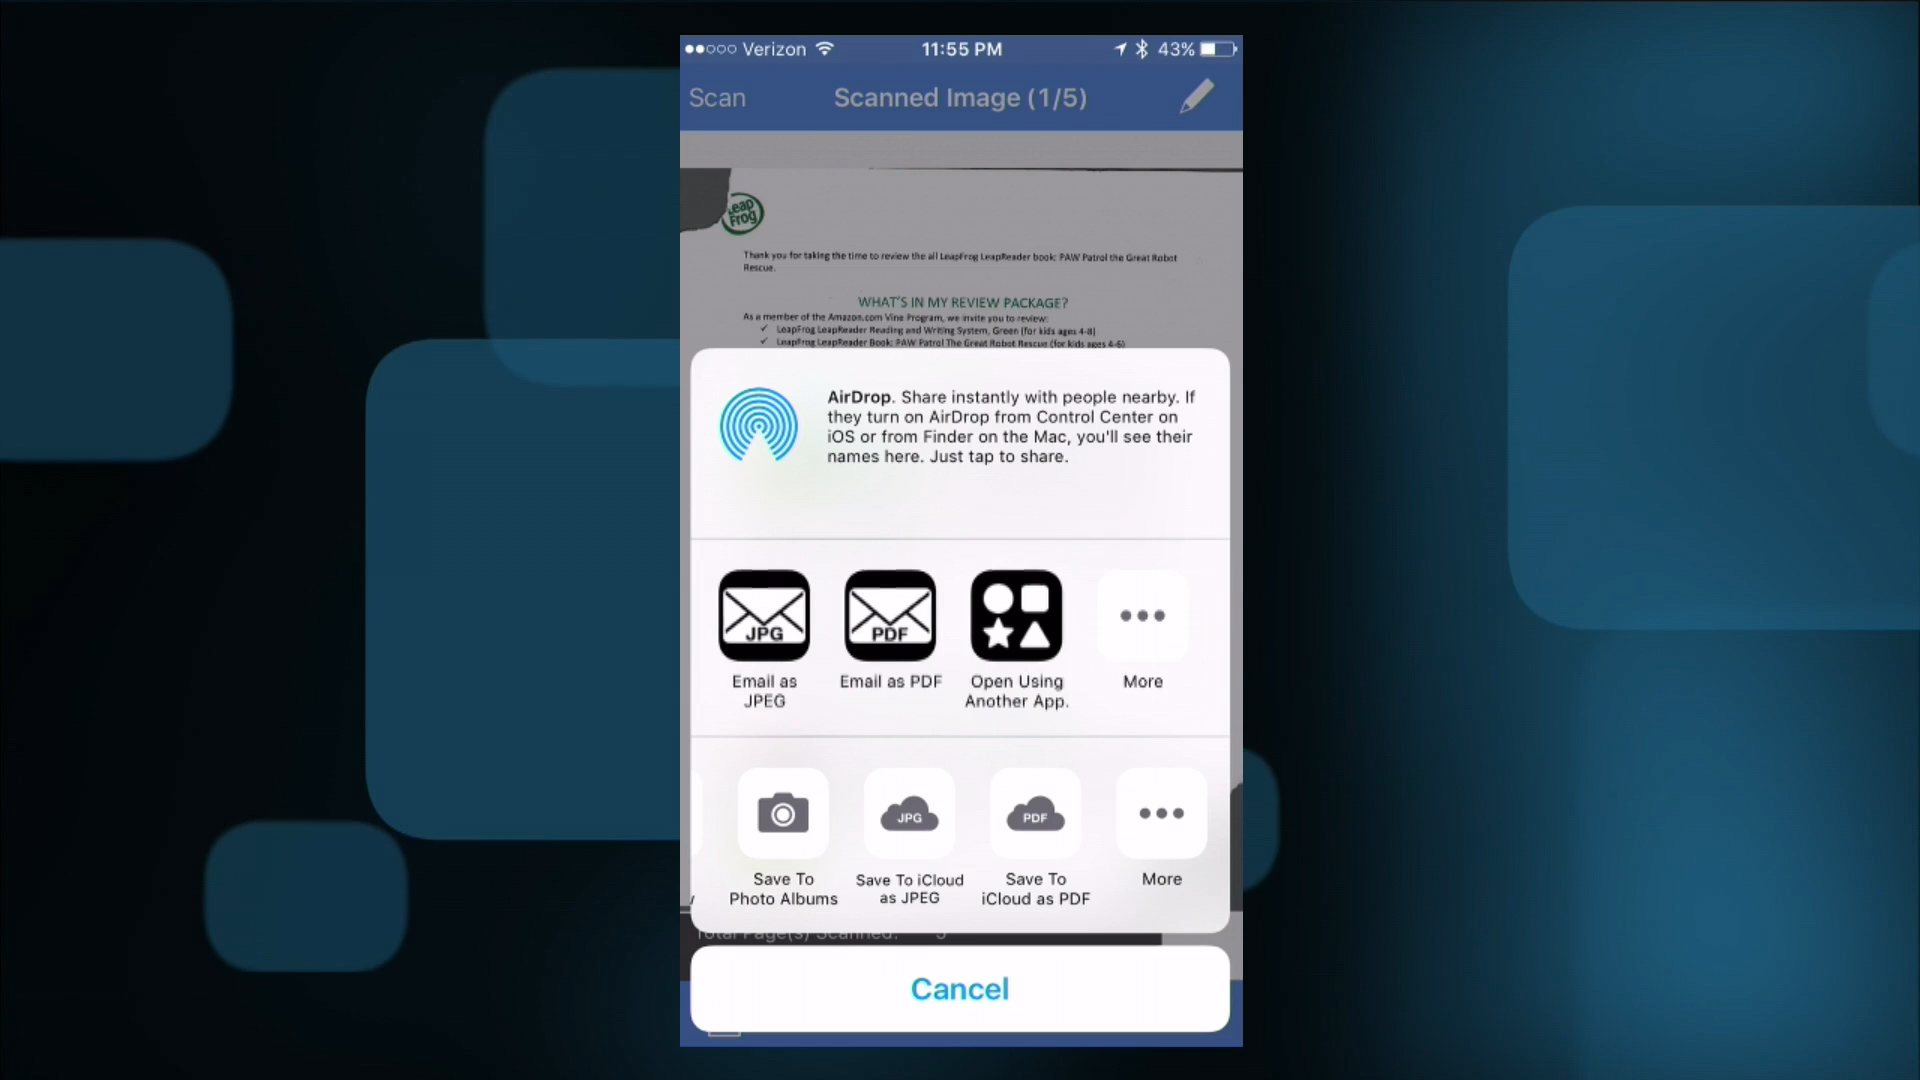 Verizon 11:55 PM 43%
Scan Scanned Image (1/5)
Leap
Frog
Thank you for taking the time to review the all LeapFrog LeapReader book: PAW Patrol the Great Robot
Rescue.
WHAT'S IN MY REVIEW PACKAGE?
As a member of the Amazon.com Vine Program, we invite you to review:
✓ LeapFrog LeapReader Reading and Writing System, Green (for kids ages 4-8)
✓ LeapFrog LeapReader Book: PAW Patrol The Great Robot Rescue (for kids ages 4-6)
AirDrop. Share instantly with people nearby. If
they turn on AirDrop from Control Center on
iOS or from Finder on the Mac, you'll see their
names here. Just tap to share.
JPG PDF
Email as
JPEG
Email as PDF
Open Using
Another App.
More
JPG PDF
Save To
Photo Albums
Save To iCloud
as JPEG
Save To
iCloud as PDF
More
Total Page(s) Scanned: 5
Cancel